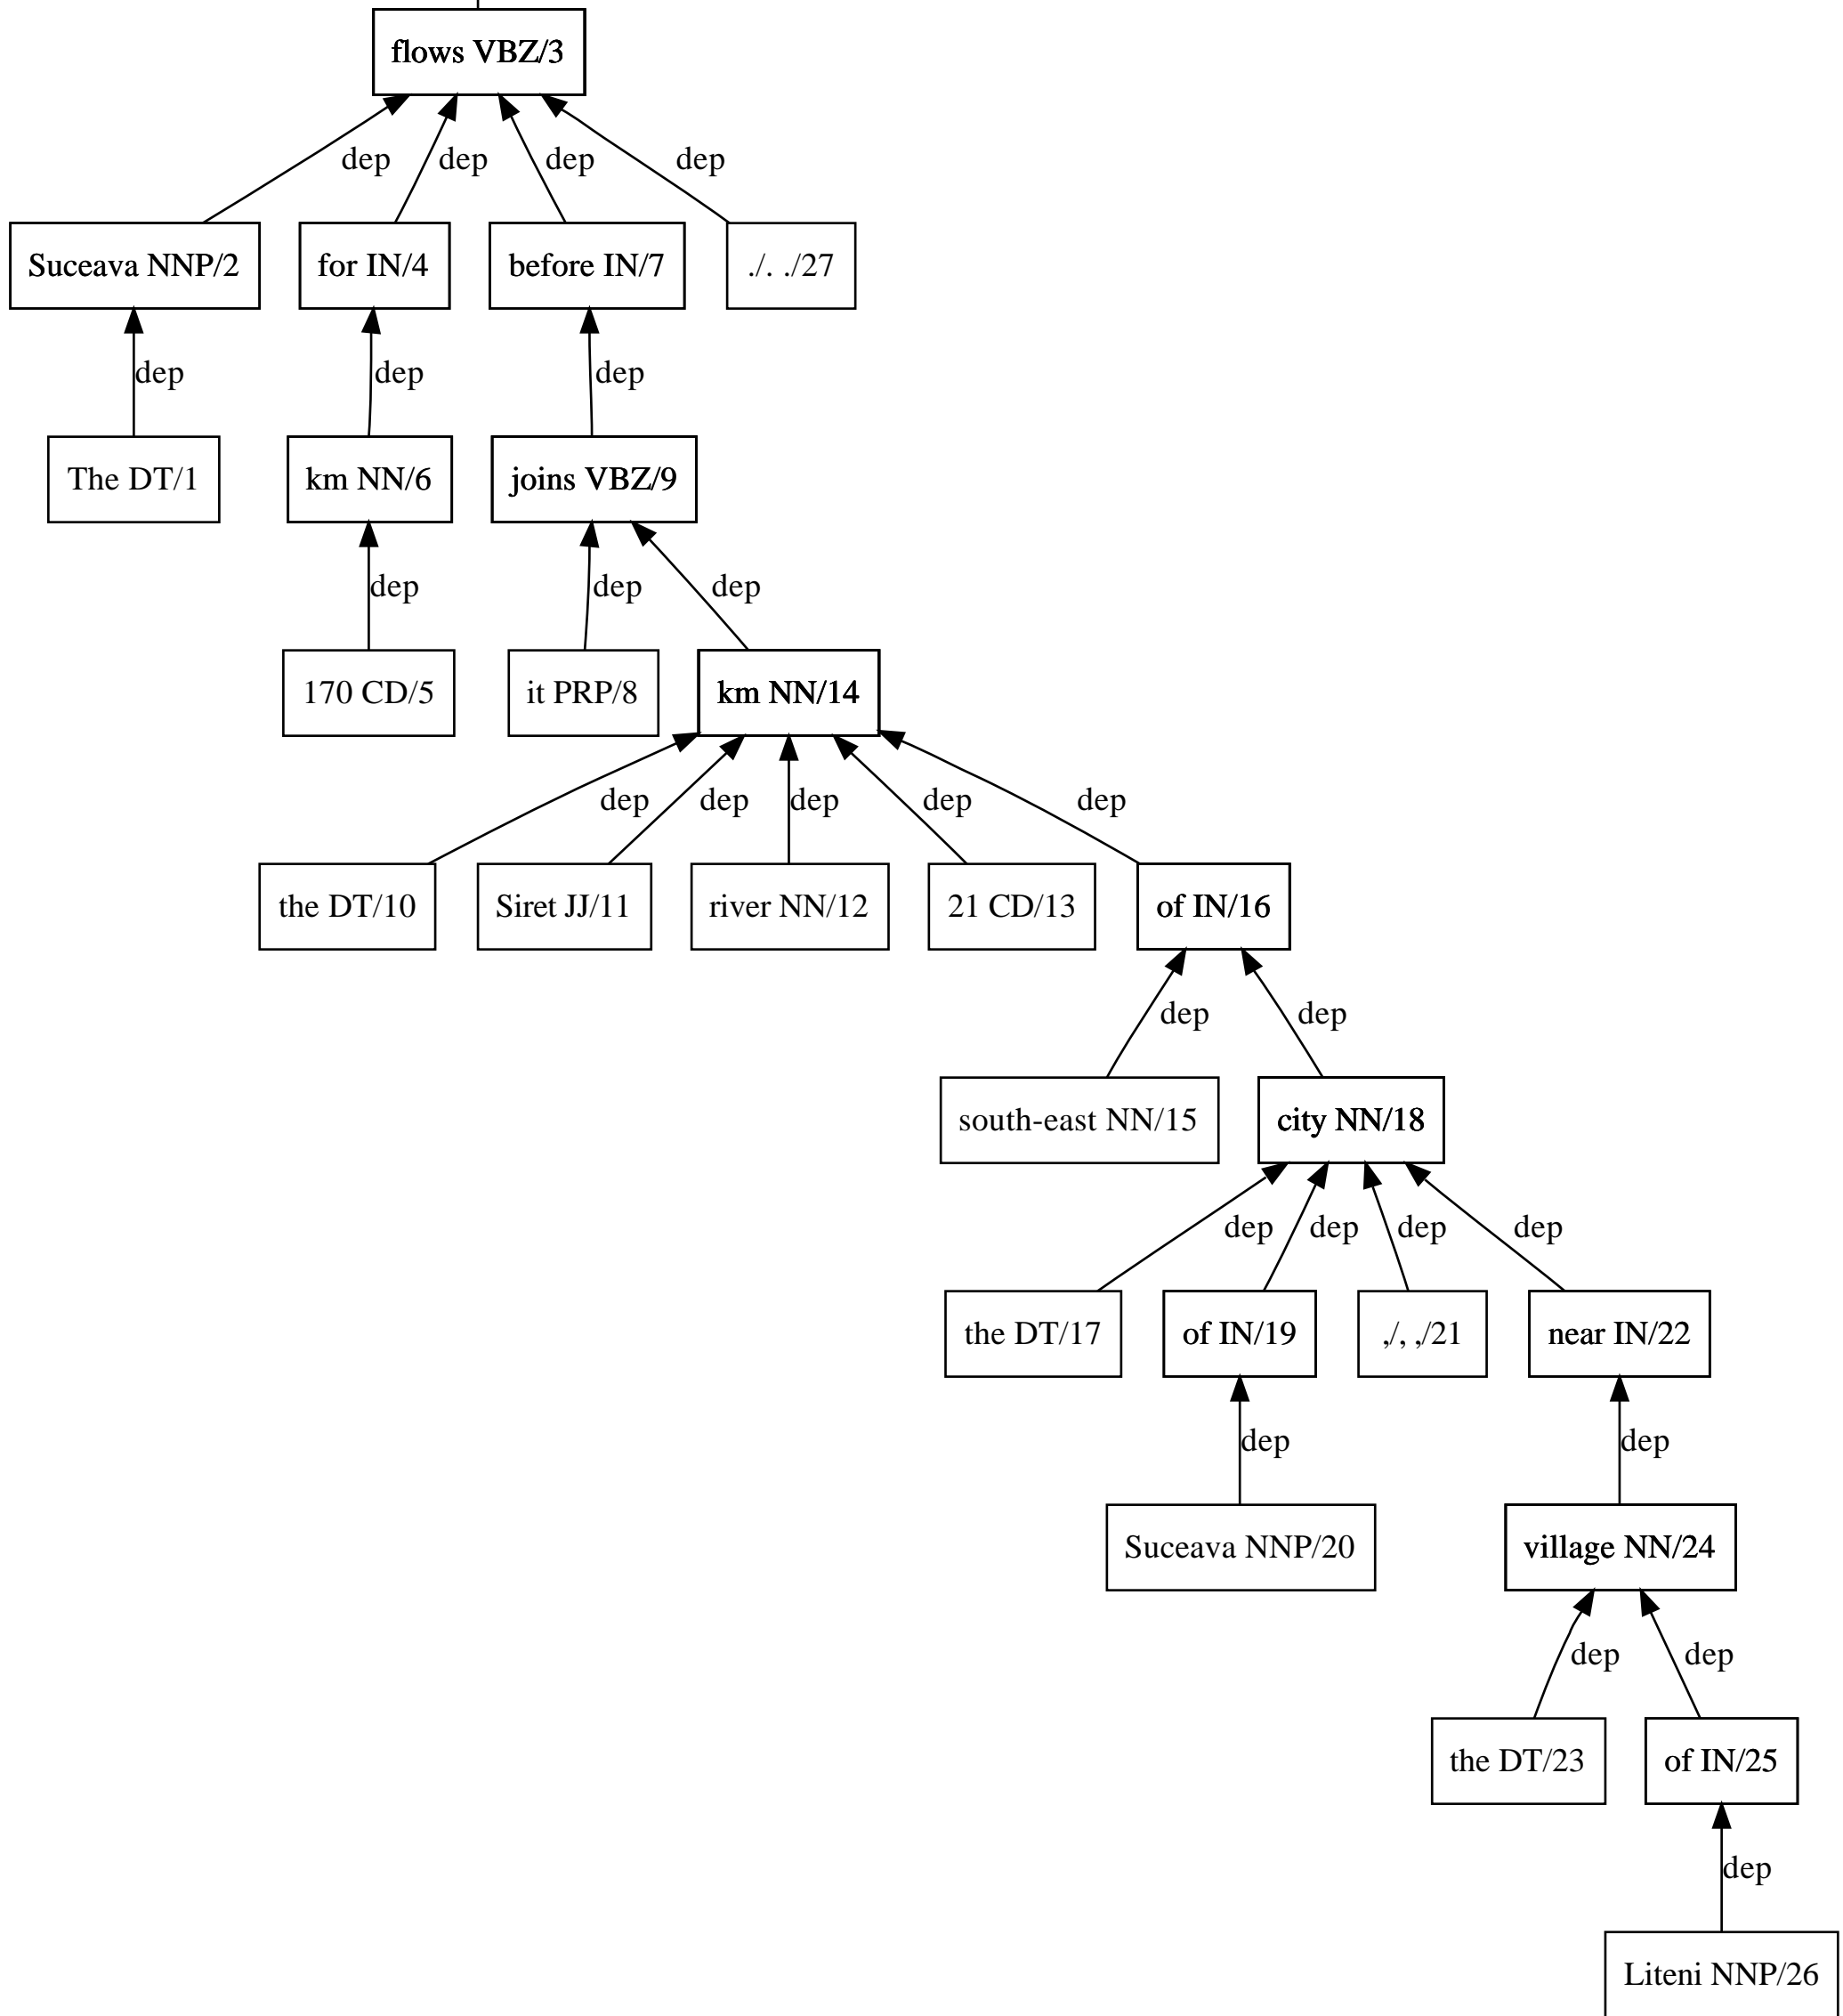 flows VBZ/3
dep dep dep dep
Suceava NNP/2 for IN/4 before IN/7 ./. ./27
dep dep dep
The DT/1 km NN/6 joins VBZ/9
dep dep dep
170 CD/5 it PRP/8 km NN/14
dep dep dep dep dep
the DT/10 Siret JJ/11 river NN/12 21 CD/13 of IN/16
dep dep
south-east NN/15 city NN/18
dep dep dep dep
the DT/17 of IN/19 ,/, ,/21 near IN/22
dep dep
Suceava NNP/20 village NN/24
dep dep
the DT/23 of IN/25
dep
Liteni NNP/26